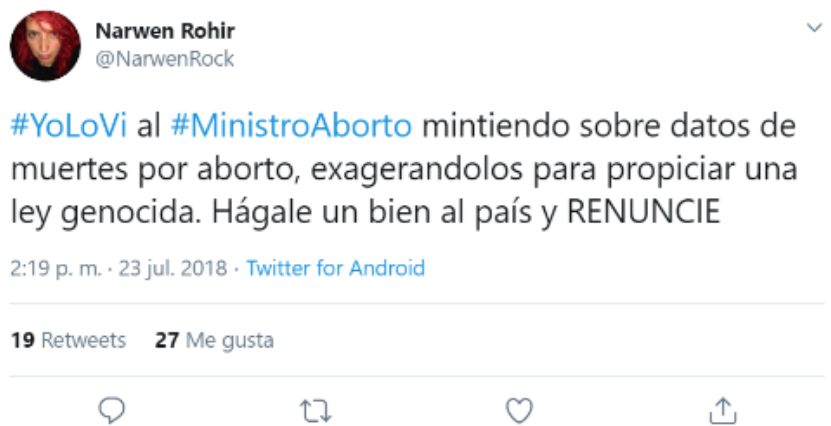 Narwen Rohir
@NarwenRock
#YoLoVi al #MinistroAborto mintiendo sobre datos de
muertes por aborto, exagerandolos para propiciar una
ley genocida. Hágale un bien al país y RENUNCIE
2:19 p. m. · 23 jul. 2018 · Twitter for Android
19 Retweets 27 Me gusta